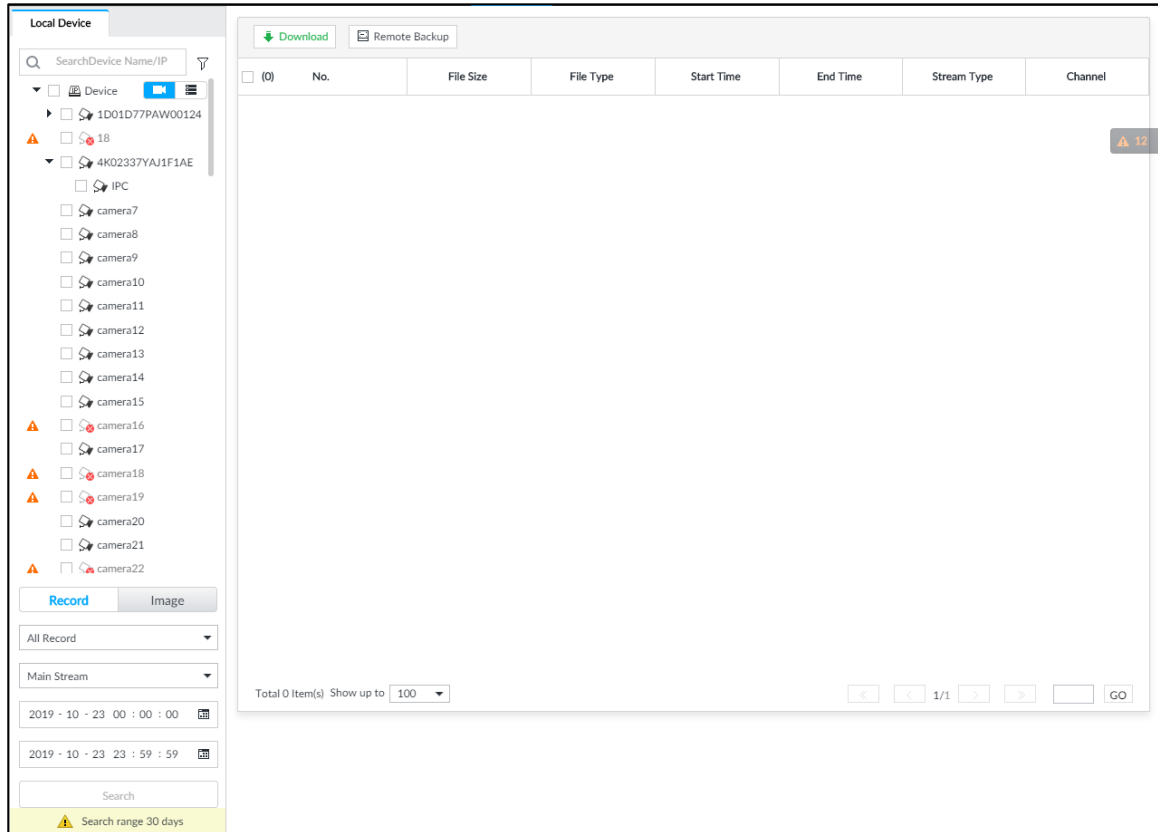 Local Device
SearchDevice Name/IP
Device
1D01D77PAW00124
18
4K02337YAJ1F1AE
IPC
camera7
camera8
camera9
camera10
camera11
camera12
camera13
camera14
camera15
camera16
camera17
camera18
camera19
camera20
camera21
camera22
Record Image
All Record
Main Stream
2019 - 10 - 23 00 : 00 : 00
2019 - 10 - 23 23 : 59 : 59
Search
Search range 30 days
Download Remote Backup
(0) No. File Size File Type Start Time End Time Stream Type Channel
12
Total 0 Item(s) Show up to 100 1/1 GO